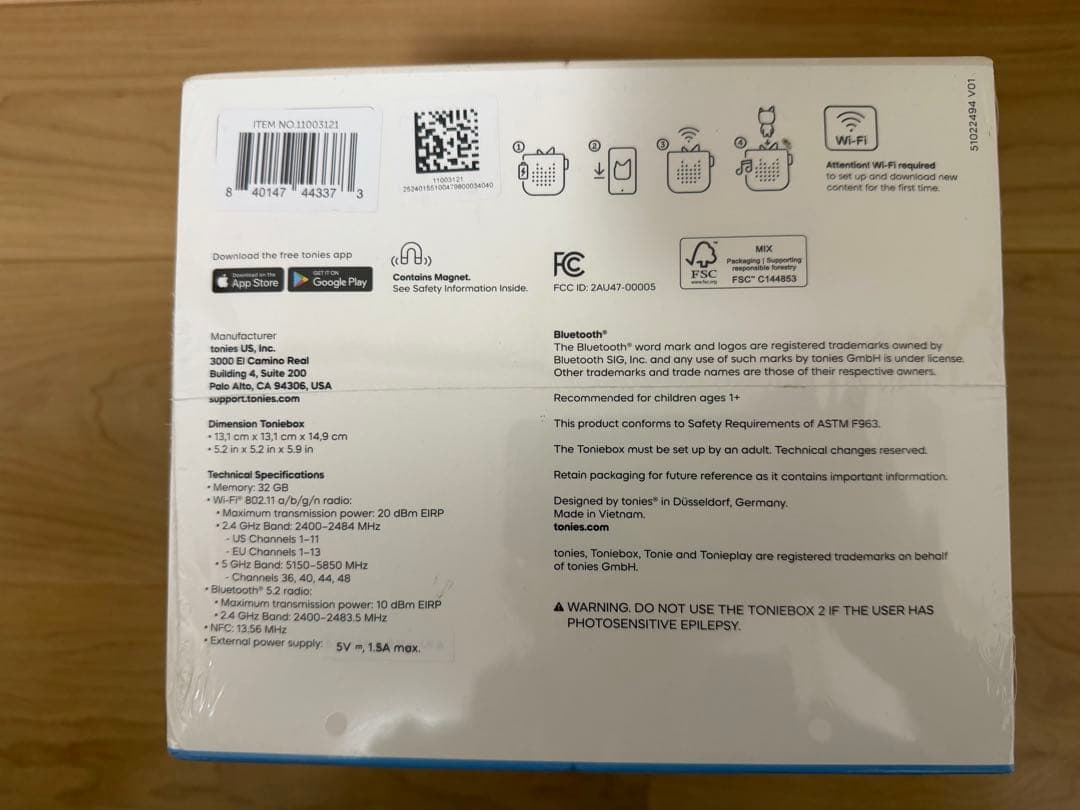 ITEM NO.11003121
8 40147 44337 3
11003121
25240155100479800034040
1
2
3
4
Wi-Fi
Attention! Wi-Fi required
to set up and download new
content for the first time.
51022494 V01
Download the free tonies app
Download on the
App Store
GET IT ON
Google Play
Contains Magnet.
See Safety Information Inside.
FC
FCC ID: 2AU47-00005
FSC
www.fsc.org
MIX
Packaging | Supporting
responsible forestry
FSC™ C144853
Manufacturer
tonies US, Inc.
3000 El Camino Real
Building 4, Suite 200
Palo Alto, CA 94306, USA
support.tonies.com
Dimension Toniebox
• 13,1 cm x 13,1 cm x 14,9 cm
• 5.2 in x 5.2 in x 5.9 in
Technical Specifications
• Memory: 32 GB
• Wi-Fi® 802.11 a/b/g/n radio:
• Maximum transmission power: 20 dBm EIRP
• 2.4 GHz Band: 2400–2484 MHz
- US Channels 1–11
- EU Channels 1–13
• 5 GHz Band: 5150-5850 MHz
- Channels 36, 40, 44, 48
• Bluetooth® 5.2 radio:
• Maximum transmission power: 10 dBm EIRP
• 2.4 GHz Band: 2400–2483.5 MHz
• NFC: 13.56 MHz
• External power supply: 5V ⎓, 1.5A max.
Bluetooth®
The Bluetooth® word mark and logos are registered trademarks owned by
Bluetooth SIG, Inc. and any use of such marks by tonies GmbH is under license.
Other trademarks and trade names are those of their respective owners.
Recommended for children ages 1+
This product conforms to Safety Requirements of ASTM F963.
The Toniebox must be set up by an adult. Technical changes reserved.
Retain packaging for future reference as it contains important information.
Designed by tonies® in Düsseldorf, Germany.
Made in Vietnam.
tonies.com
tonies, Toniebox, Tonie and Tonieplay are registered trademarks on behalf
of tonies GmbH.
⚠ WARNING. DO NOT USE THE TONIEBOX 2 IF THE USER HAS
PHOTOSENSITIVE EPILEPSY.